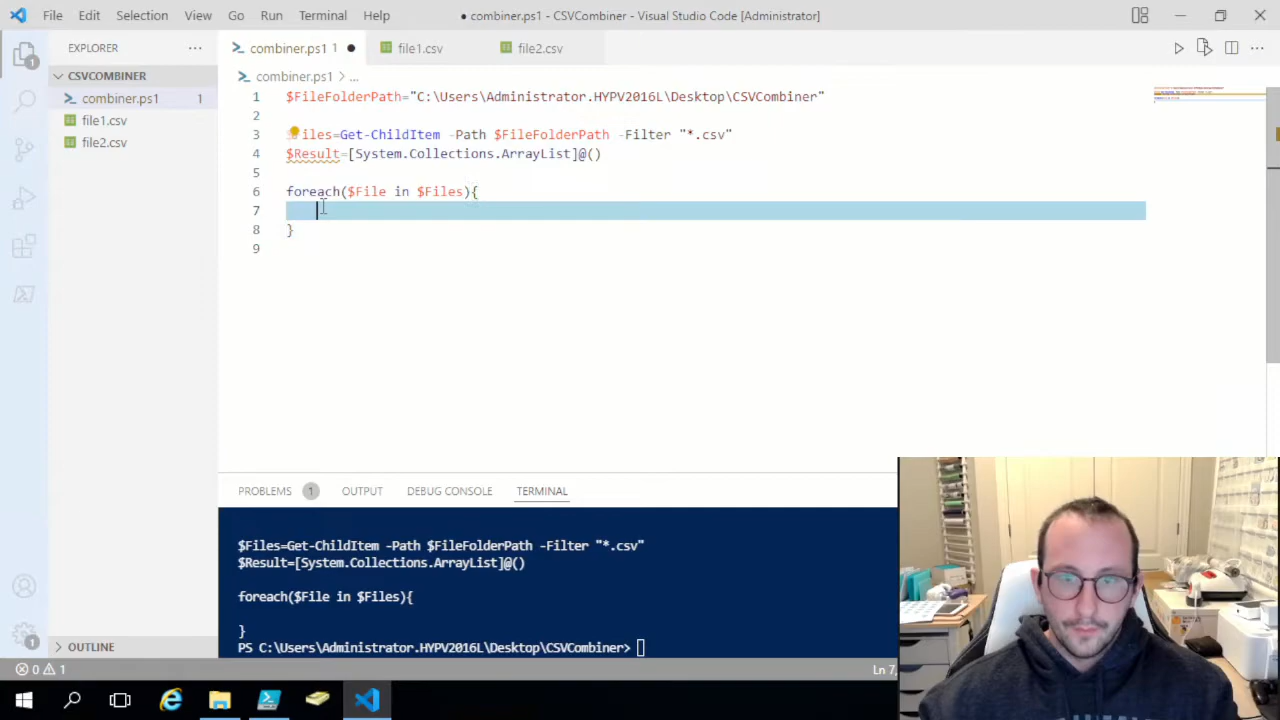 File Edit Selection View Go Run Terminal Help
● combiner.ps1 - CSVCombiner - Visual Studio Code [Administrator]
EXPLORER
combiner.ps1 1
file1.csv
file2.csv
CSVCOMBINER
combiner.ps1 > ...
combiner.ps1 1
file1.csv
file2.csv
1 $FileFolderPath="C:\Users\Administrator.HYPV2016L\Desktop\CSVCombiner"
2
3 iles=Get-ChildItem -Path $FileFolderPath -Filter "*.csv"
4 $Result=[System.Collections.ArrayList]@()
5
6 foreach($File in $Files){
7
8 }
9
PROBLEMS 1 OUTPUT DEBUG CONSOLE TERMINAL
$Files=Get-ChildItem -Path $FileFolderPath -Filter "*.csv"
$Result=[System.Collections.ArrayList]@()
foreach($File in $Files){
}
PS C:\Users\Administrator.HYPV2016L\Desktop\CSVCombiner>
OUTLINE
1
1
0 1
Ln 7,